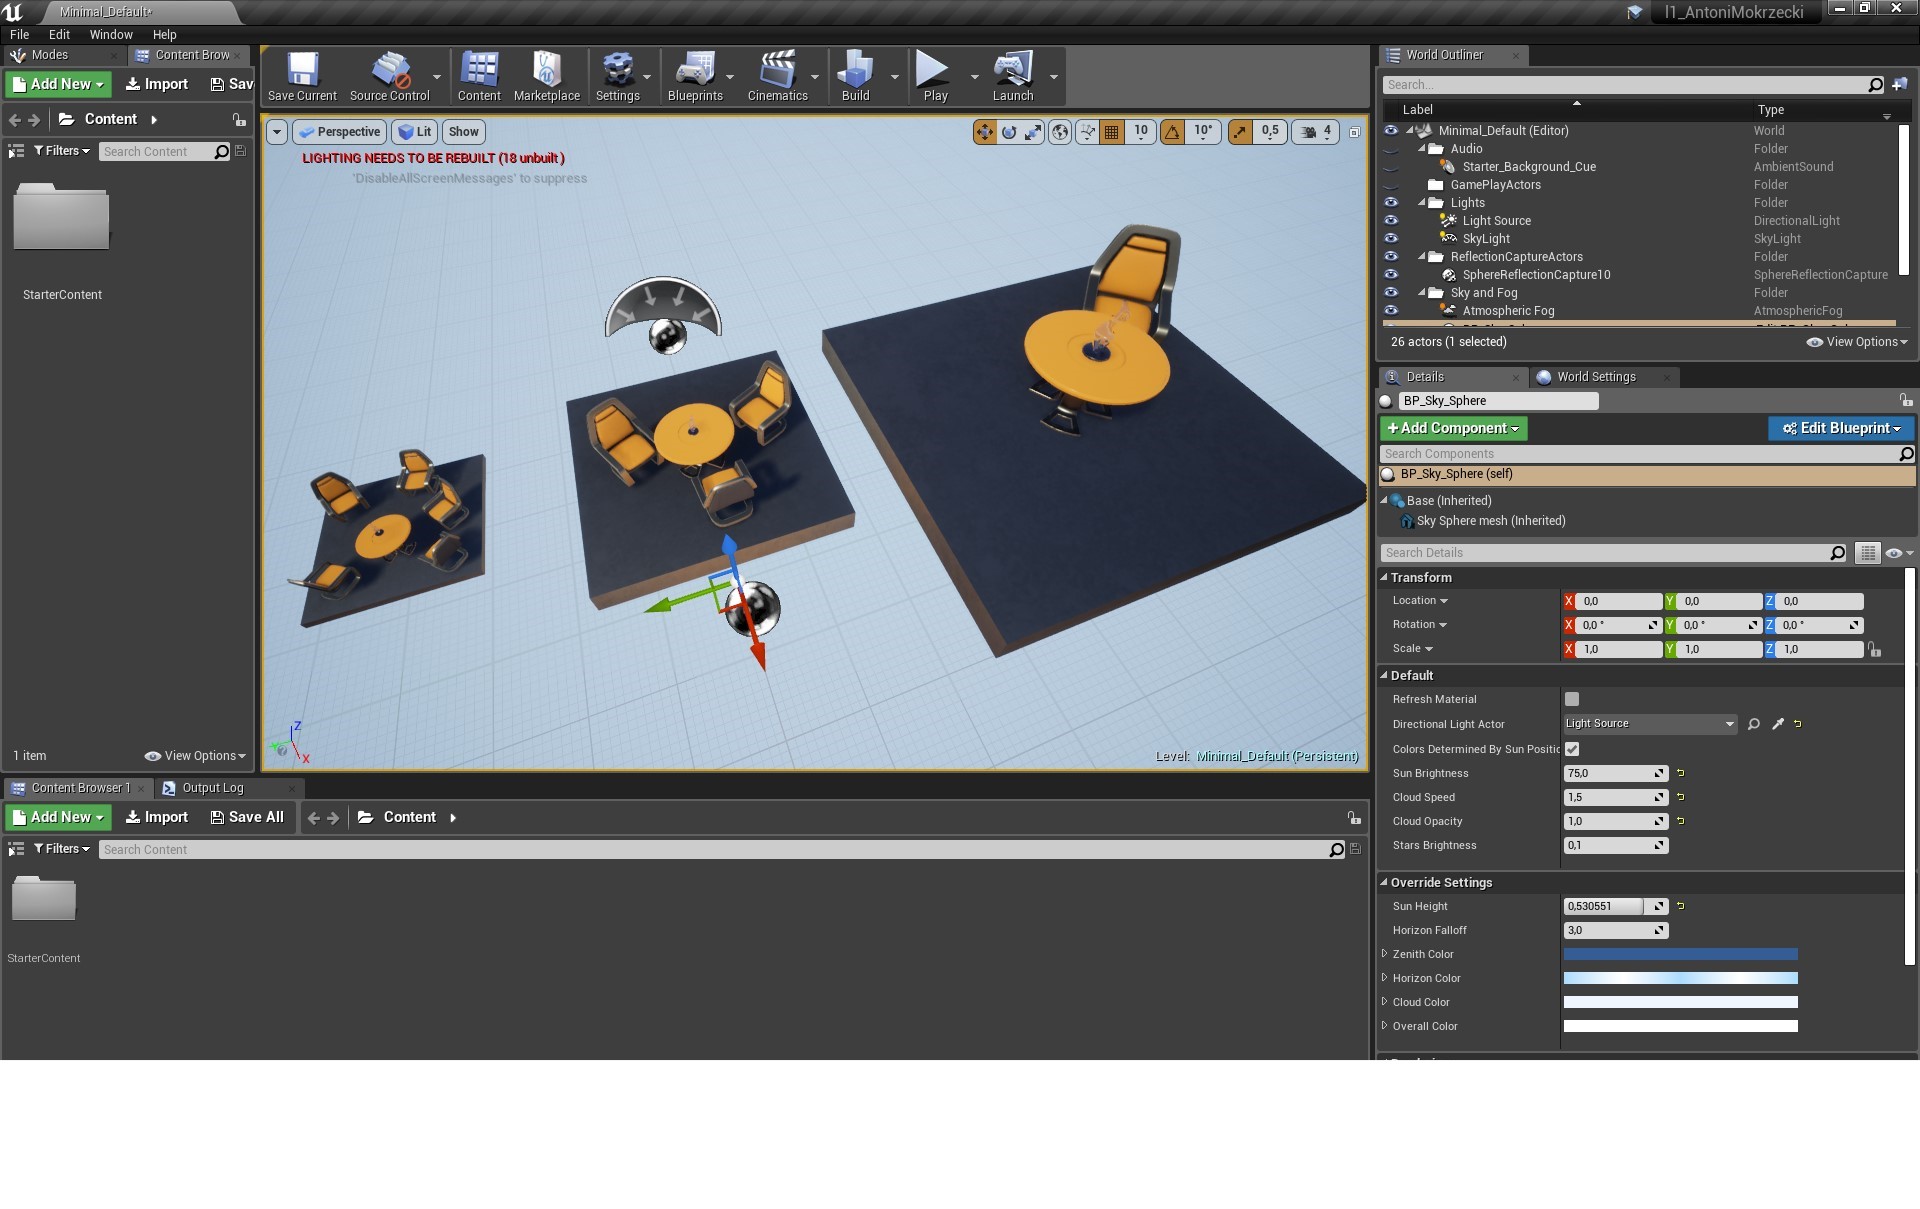 Minimal_Default•
l1_AntoniMokrzecki
File Edit Window Help
Modes
Content Brow
Add New
Import
Sav
Content
Filters
Search Content
StarterContent
1 item
View Options
Save Current
Source Control
Content
Marketplace
Settings
Blueprints
Cinematics
Build
Play
Launch
Perspective
Lit
Show
10
10°
0,5
4
LIGHTING NEEDS TO BE REBUILT (18 unbuilt )
'DisableAllScreenMessages' to suppress
Z
X
Level: Minimal_Default (Persistent)
World Outliner
Search...
Label Type
Minimal_Default (Editor) World
Audio Folder
Starter_Background_Cue AmbientSound
GamePlayActors Folder
Lights Folder
Light Source DirectionalLight
SkyLight SkyLight
ReflectionCaptureActors Folder
SphereReflectionCapture10 SphereReflectionCapture
Sky and Fog Folder
Atmospheric Fog AtmosphericFog
26 actors (1 selected)
View Options
Details
World Settings
BP_Sky_Sphere
+Add Component
Edit Blueprint
Search Components
BP_Sky_Sphere (self)
Base (Inherited)
Sky Sphere mesh (Inherited)
Search Details
Transform
Location X 0,0 Y 0,0 Z 0,0
Rotation X 0,0 ° Y 0,0 ° Z 0,0 °
Scale X 1,0 Y 1,0 Z 1,0
Default
Refresh Material
Directional Light Actor Light Source
Colors Determined By Sun Positic
Sun Brightness 75,0
Cloud Speed 1,5
Cloud Opacity 1,0
Stars Brightness 0,1
Override Settings
Sun Height 0,530551
Horizon Falloff 3,0
Zenith Color
Horizon Color
Cloud Color
Overall Color
Content Browser 1
Output Log
Add New
Import
Save All
Content
Filters
Search Content
StarterContent